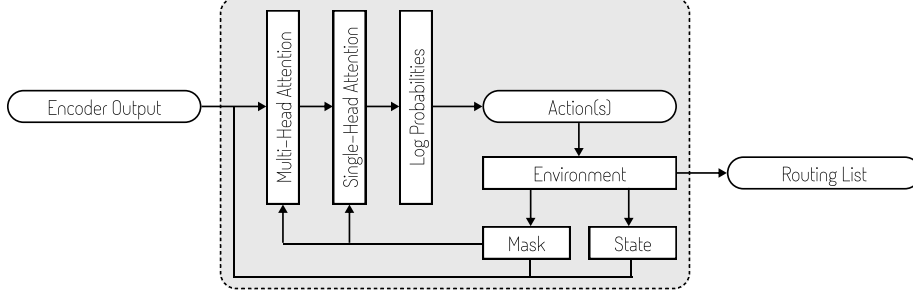 Encoder Output
Multi-Head Attention
Single-Head Attention
Log Probabilities
Action(s)
Environment
Routing List
Mask
State